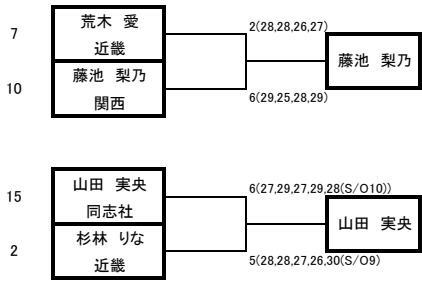 7
荒木 愛
近畿
2(28,28,26,27)
藤池 梨乃
10
藤池 梨乃
関西
6(29,25,28,29)
15
山田 実央
同志社
6(27,29,27,29,28(S/O10))
山田 実央
2
杉林 りな
近畿
5(28,28,27,26,30(S/O9)